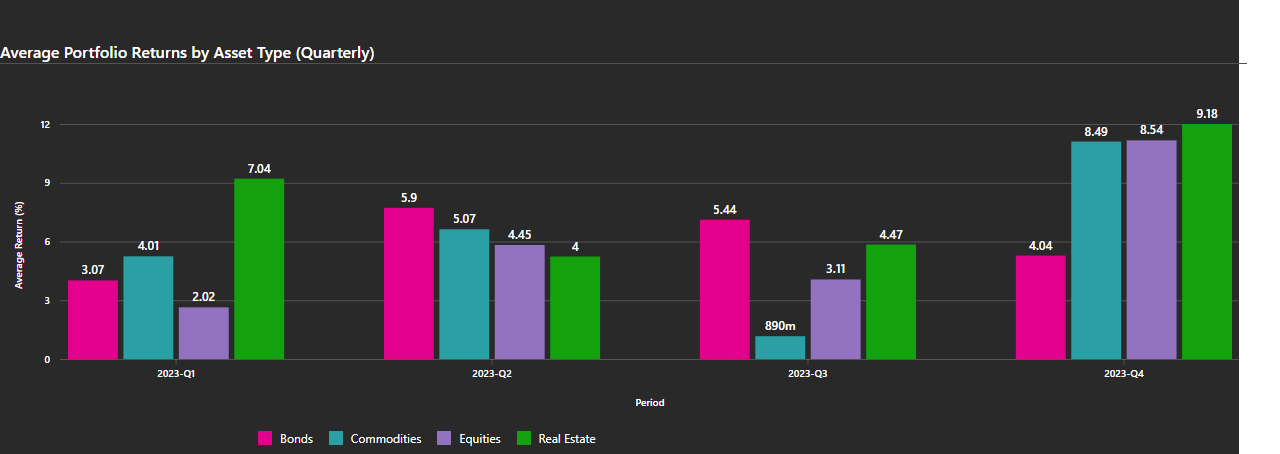 Average Portfolio Returns by Asset Type (Quarterly)
9.18
12
8.49
8.54
7.04
9
5.9
5.44
5.07
4.45
4.47
6
4.01
4
4.04
3.07
3.11
2.02
3
890m
0
Average Return (%)
2023-Q1
2023-Q2
2023-Q3
2023-Q4
Period
Bonds
Commodities
Equities
Real Estate